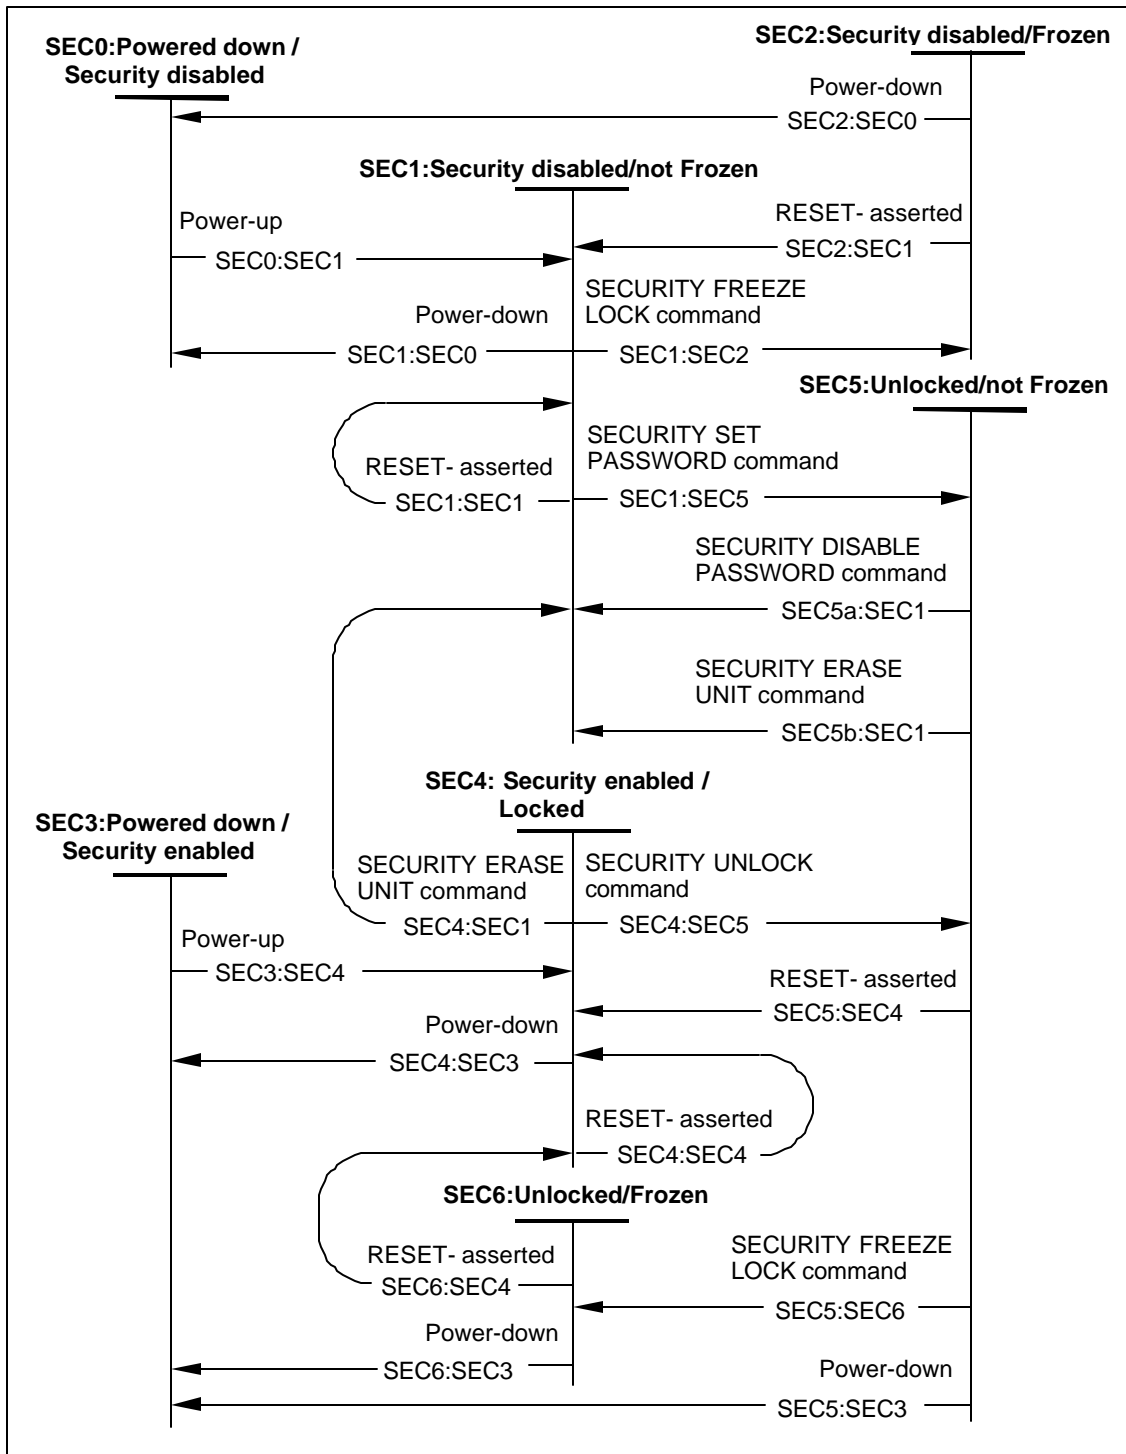 SEC0:Powered down /
Security disabled
SEC2:Security disabled/Frozen
Power-down
SEC2:SEC0
SEC1:Security disabled/not Frozen
Power-up
SEC0:SEC1
RESET- asserted
SEC2:SEC1
Power-down
SEC1:SEC0
SECURITY FREEZE
LOCK command
SEC1:SEC2
SEC5:Unlocked/not Frozen
RESET- asserted
SEC1:SEC1
SECURITY SET
PASSWORD command
SEC1:SEC5
SECURITY DISABLE
PASSWORD command
SEC5a:SEC1
SECURITY ERASE
UNIT command
SEC5b:SEC1
SEC4: Security enabled /
Locked
SEC3:Powered down /
Security enabled
SECURITY ERASE
UNIT command
SEC4:SEC1
SECURITY UNLOCK
command
SEC4:SEC5
Power-up
SEC3:SEC4
RESET- asserted
SEC5:SEC4
Power-down
SEC4:SEC3
RESET- asserted
SEC4:SEC4
SEC6:Unlocked/Frozen
RESET- asserted
SEC6:SEC4
SECURITY FREEZE
LOCK command
SEC5:SEC6
Power-down
SEC6:SEC3
Power-down
SEC5:SEC3